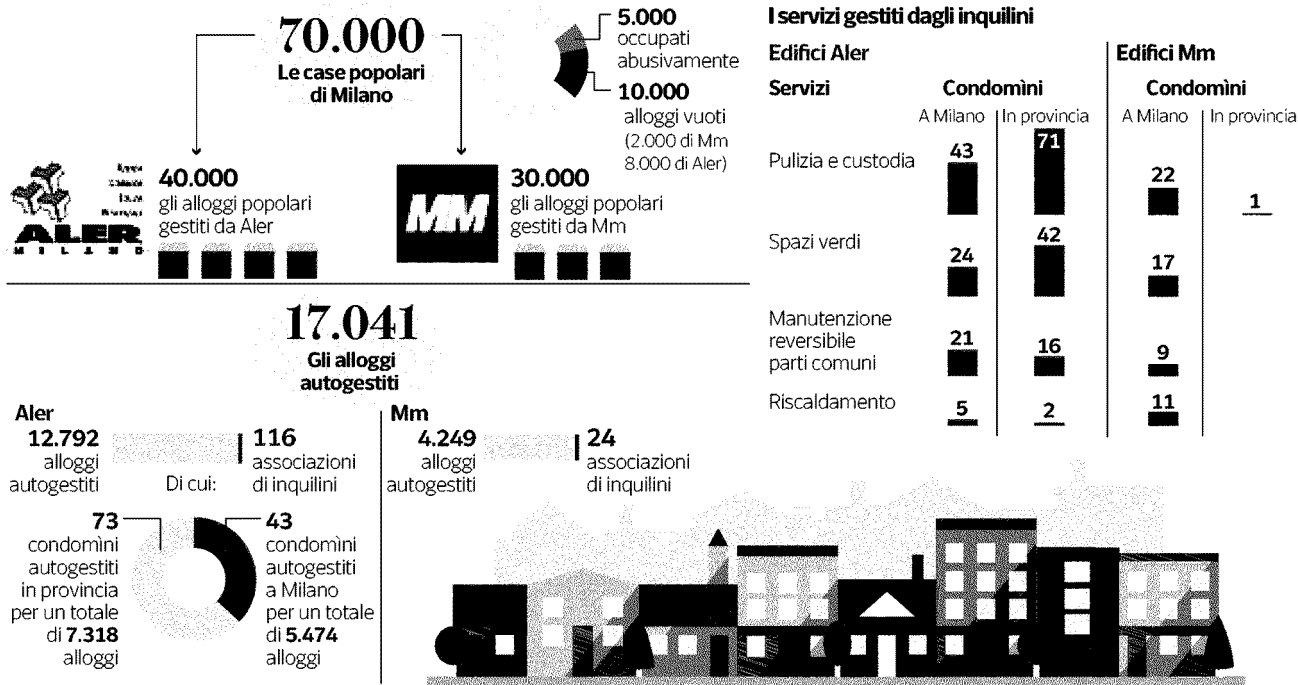 70.000
Le case popolari
di Milano
5.000
occupati
abusivamente
10.000
alloggi vuoti
(2.000 di Mm
8.000 di Aler)
ALER
MILANO
40.000
gli alloggi popolari
gestiti da Aler
MM
30.000
gli alloggi popolari
gestiti da Mm
17.041
Gli alloggi
autogestiti
Aler
12.792
alloggi
autogestiti
116
associazioni
di inquilini
Di cui:
73
condomìni
autogestiti
in provincia
per un totale
di 7.318
alloggi
43
condomìni
autogestiti
a Milano
per un totale
di 5.474
alloggi
Mm
4.249
alloggi
autogestiti
24
associazioni
di inquilini
I servizi gestiti dagli inquilini
Edifici Aler
Edifici Mm
Servizi
Condomìni
Condomìni
A Milano
In provincia
A Milano
In provincia
Pulizia e custodia
43
71
22
1
Spazi verdi
24
42
17
Manutenzione
reversibile
parti comuni
21
16
9
Riscaldamento
5
2
11